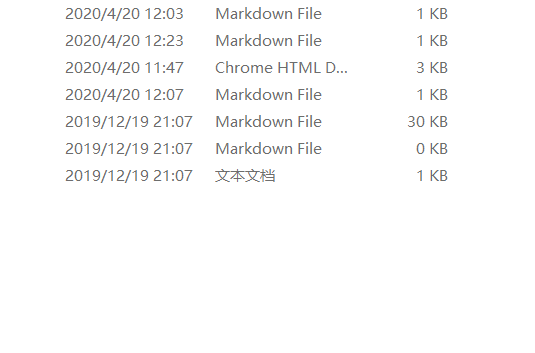 2020/4/20 12:03 Markdown File 1 KB
2020/4/20 12:23 Markdown File 1 KB
2020/4/20 11:47 Chrome HTML D... 3 KB
2020/4/20 12:07 Markdown File 1 KB
2019/12/19 21:07 Markdown File 30 KB
2019/12/19 21:07 Markdown File 0 KB
2019/12/19 21:07 文本文档 1 KB